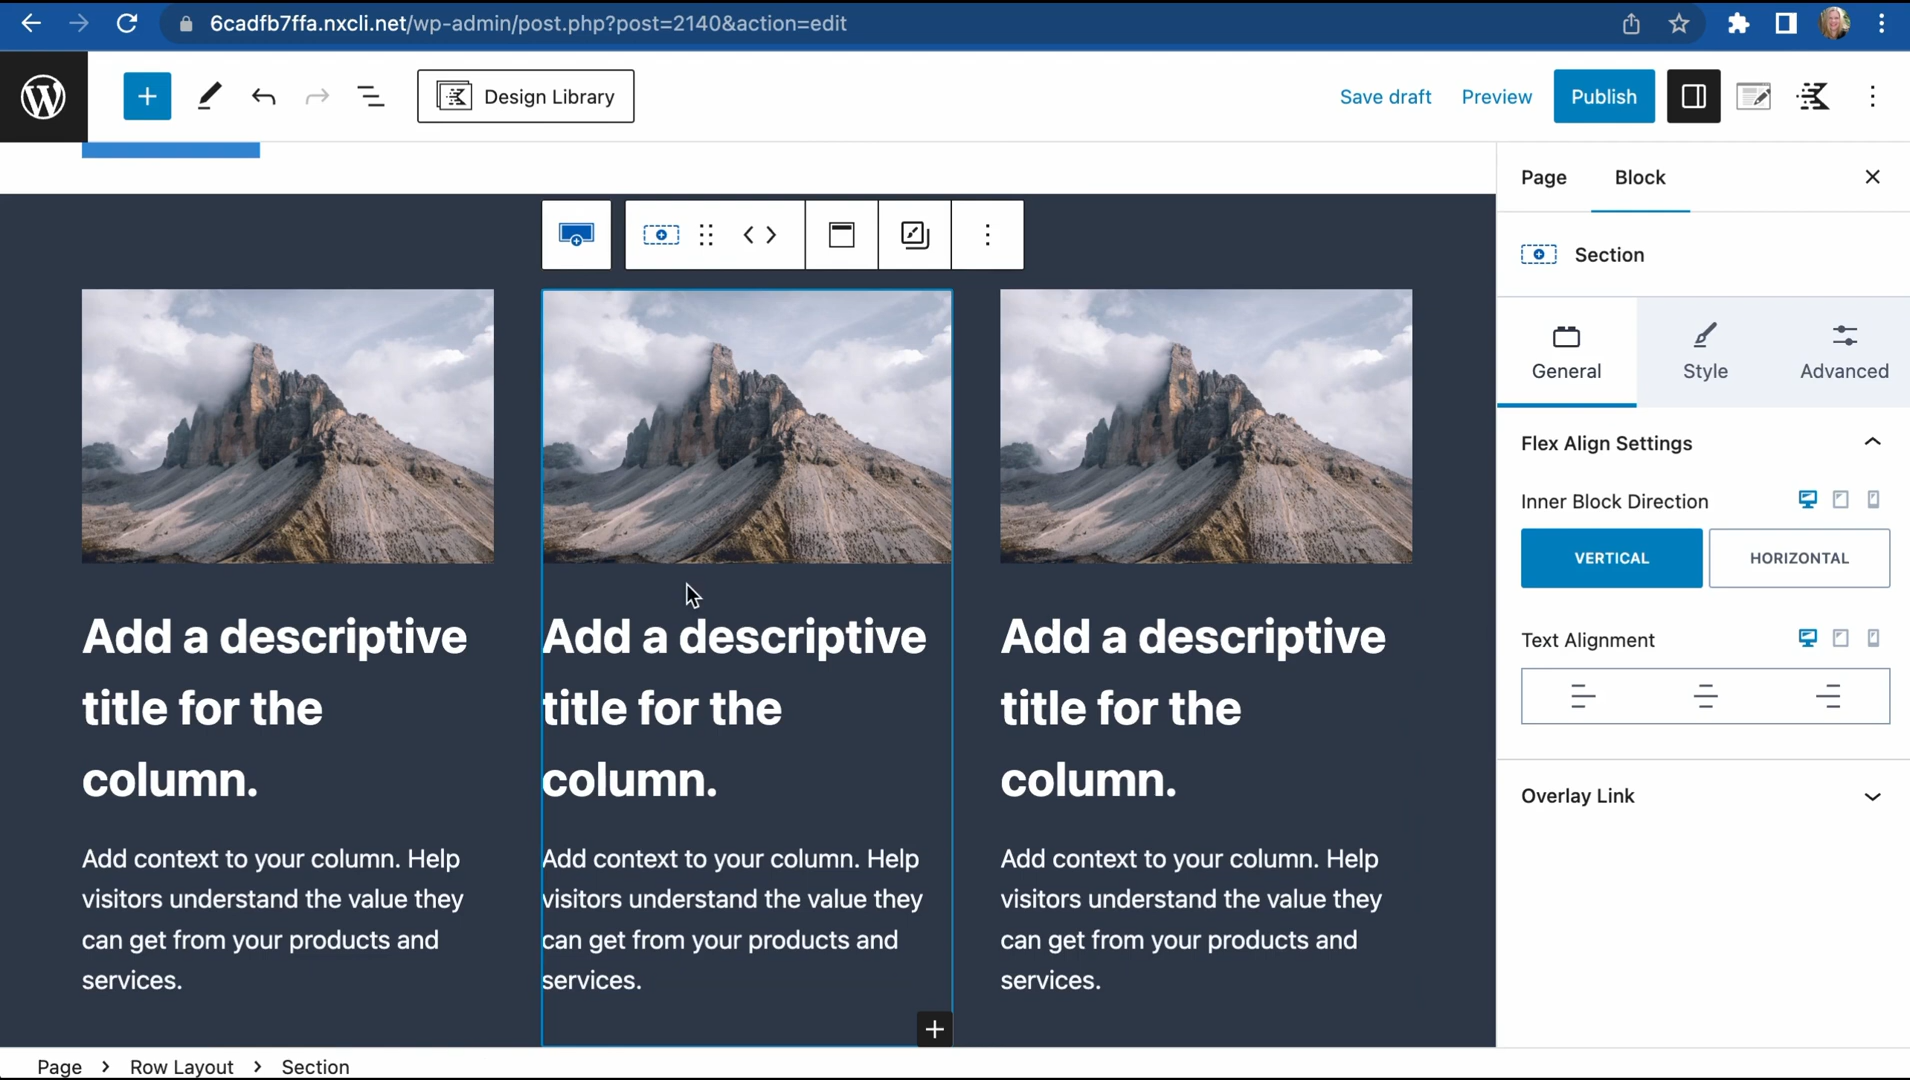 6cadfb7ffa.nxcli.net/wp-admin/post.php?post=2140&action=edit
Design Library
Save draft
Preview
Publish
Page
Block
Section
General
Style
Advanced
Flex Align Settings
Inner Block Direction
VERTICAL
HORIZONTAL
Text Alignment
Overlay Link
Add a descriptive
title for the
column.
Add context to your column. Help
visitors understand the value they
can get from your products and
services.
Add a descriptive
title for the
column.
Add context to your column. Help
visitors understand the value they
can get from your products and
services.
Add a descriptive
title for the
column.
Add context to your column. Help
visitors understand the value they
can get from your products and
services.
Page > Row Layout > Section